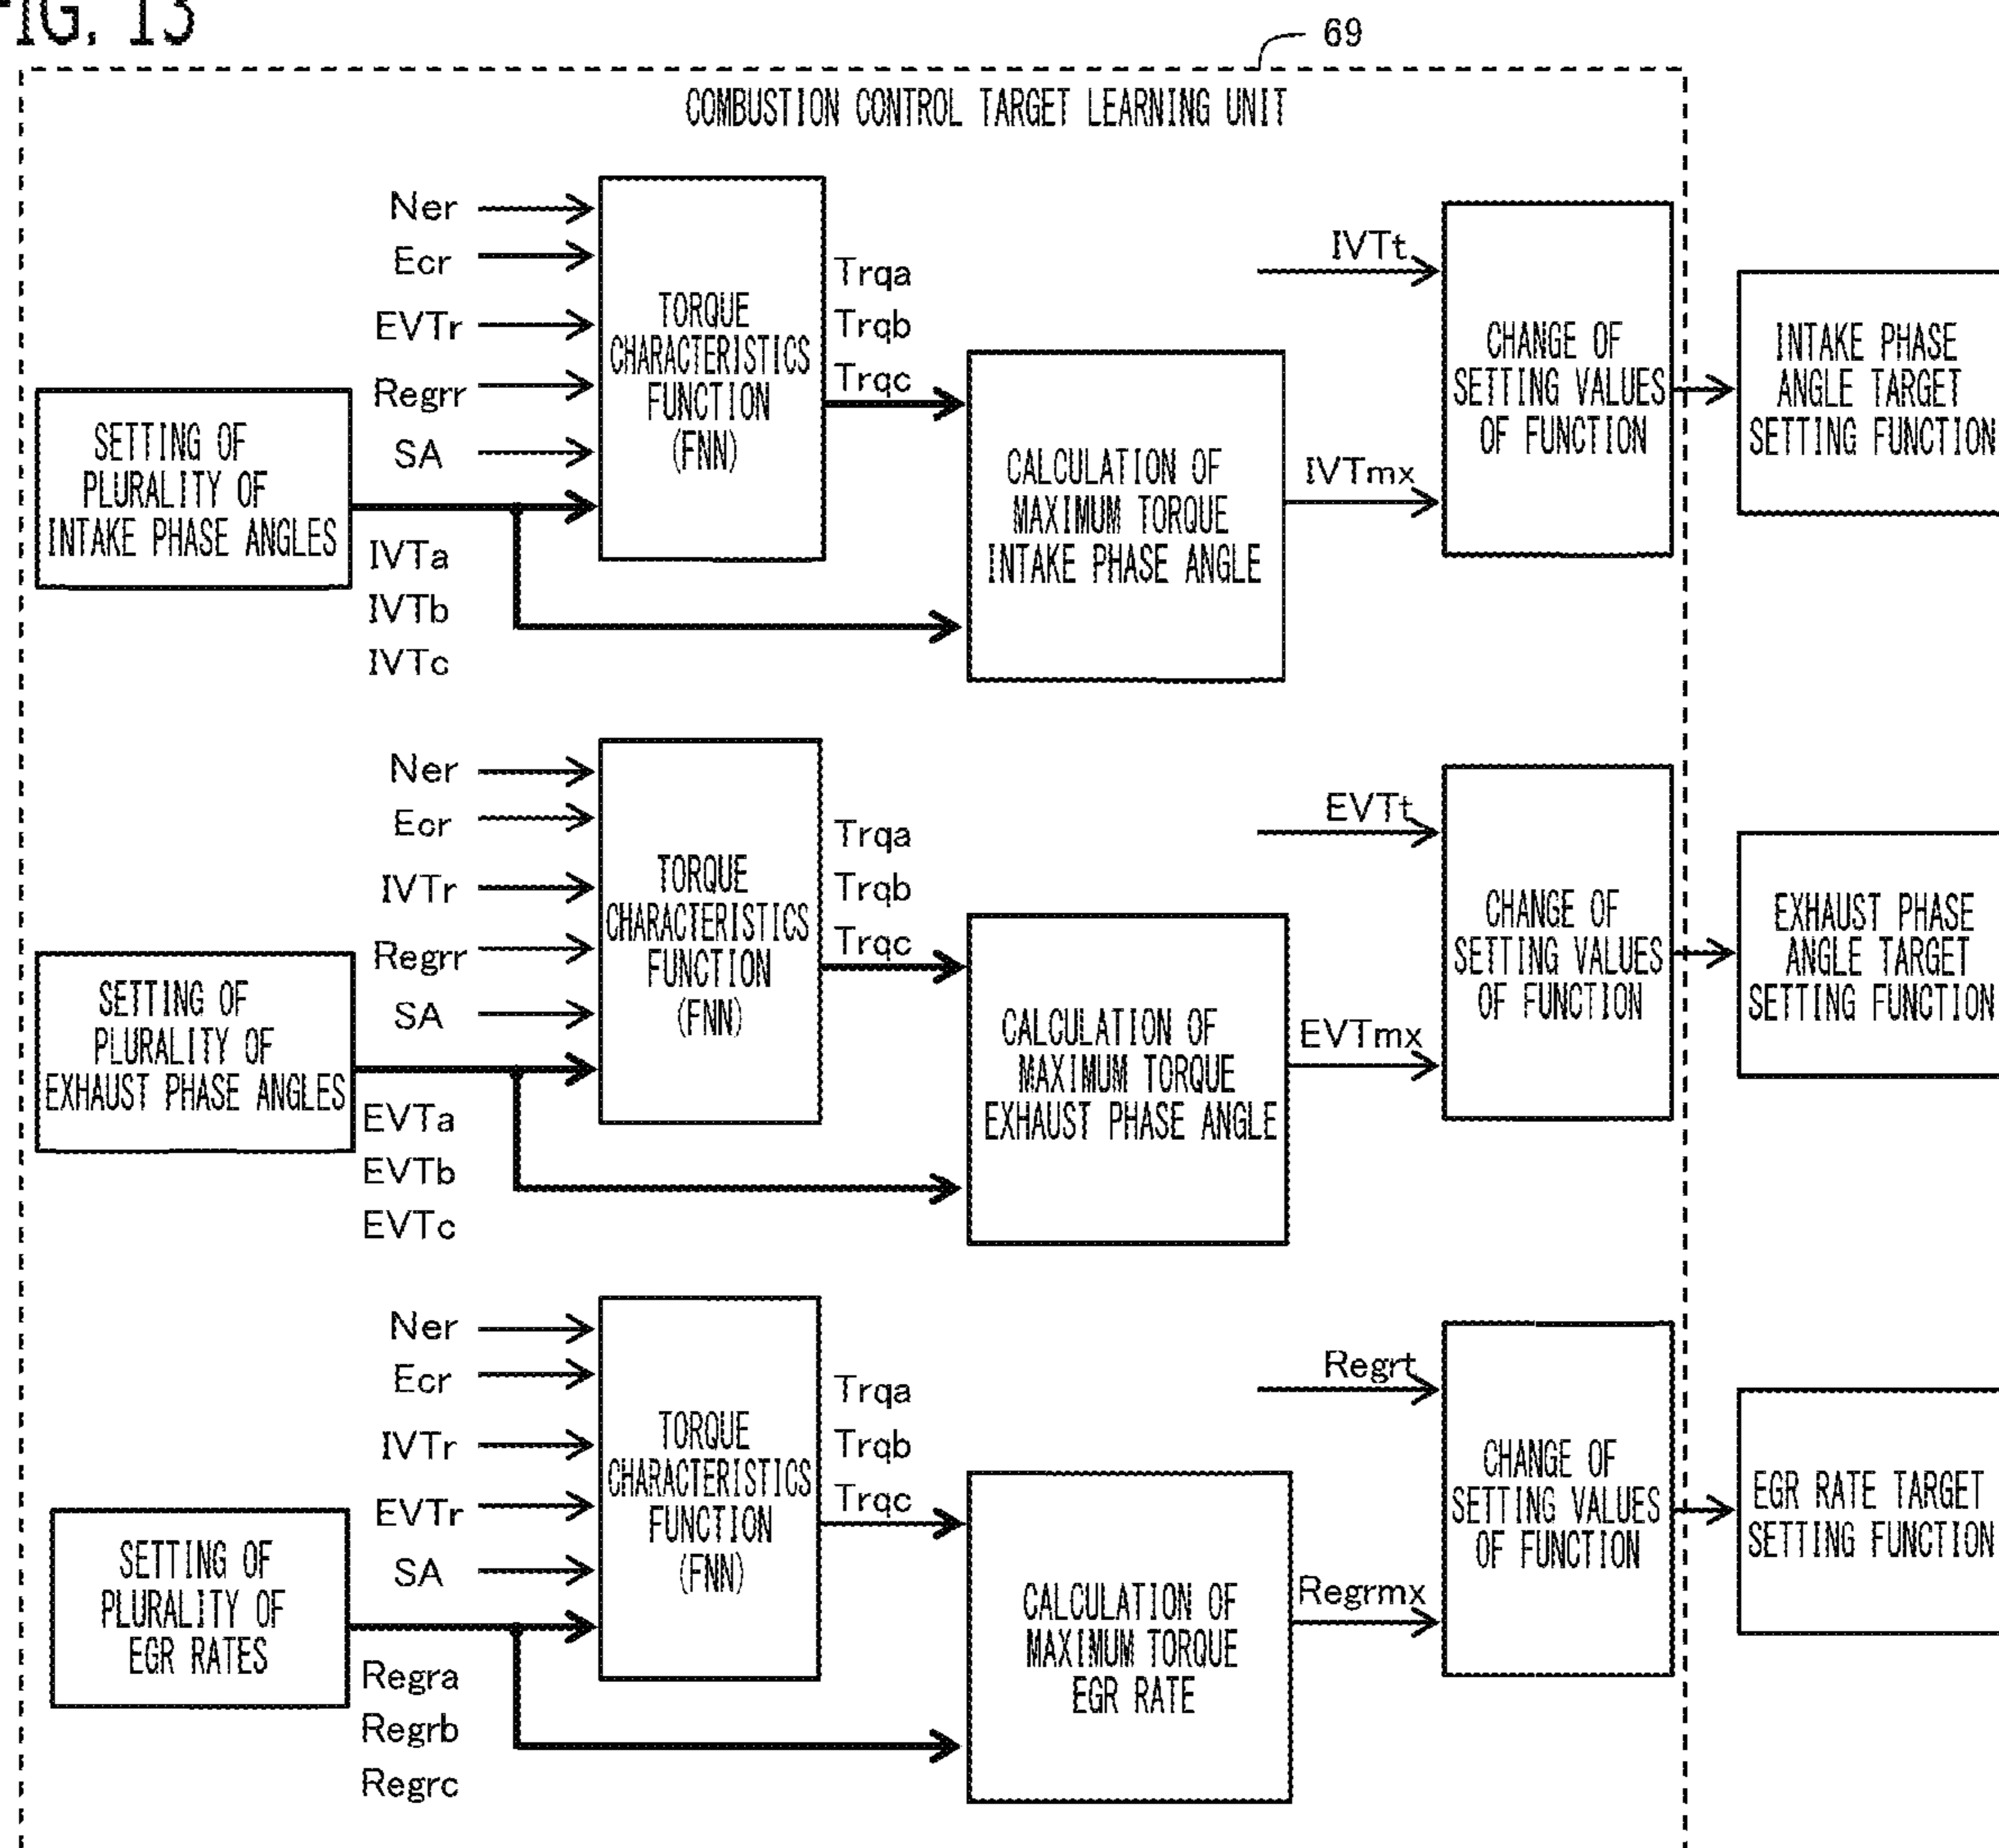 FIG. 13
69
COMBUSTION CONTROL TARGET LEARNING UNIT
SETTING OF
PLURALITY OF
INTAKE PHASE ANGLES
Ner
Ecr
EVTr
Regrr
SA
IVTa
IVTb
IVTc
TORQUE
CHARACTERISTICS
FUNCTION
(FNN)
Trqa
Trqb
Trqc
CALCULATION OF
MAXIMUM TORQUE
INTAKE PHASE ANGLE
IVTt
IVTmx
CHANGE OF
SETTING VALUES
OF FUNCTION
INTAKE PHASE
ANGLE TARGET
SETTING FUNCTION
SETTING OF
PLURALITY OF
EXHAUST PHASE ANGLES
Ner
Ecr
IVTr
Regrr
SA
EVTa
EVTb
EVTc
TORQUE
CHARACTERISTICS
FUNCTION
(FNN)
Trqa
Trqb
Trqc
CALCULATION OF
MAXIMUM TORQUE
EXHAUST PHASE ANGLE
EVTt
EVTmx
CHANGE OF
SETTING VALUES
OF FUNCTION
EXHAUST PHASE
ANGLE TARGET
SETTING FUNCTION
SETTING OF
PLURALITY OF
EGR RATES
Ner
Ecr
IVTr
EVTr
SA
Regra
Regrb
Regrc
TORQUE
CHARACTERISTICS
FUNCTION
(FNN)
Trqa
Trqb
Trqc
CALCULATION OF
MAXIMUM TORQUE
EGR RATE
Regrt
Regrmx
CHANGE OF
SETTING VALUES
OF FUNCTION
EGR RATE TARGET
SETTING FUNCTION